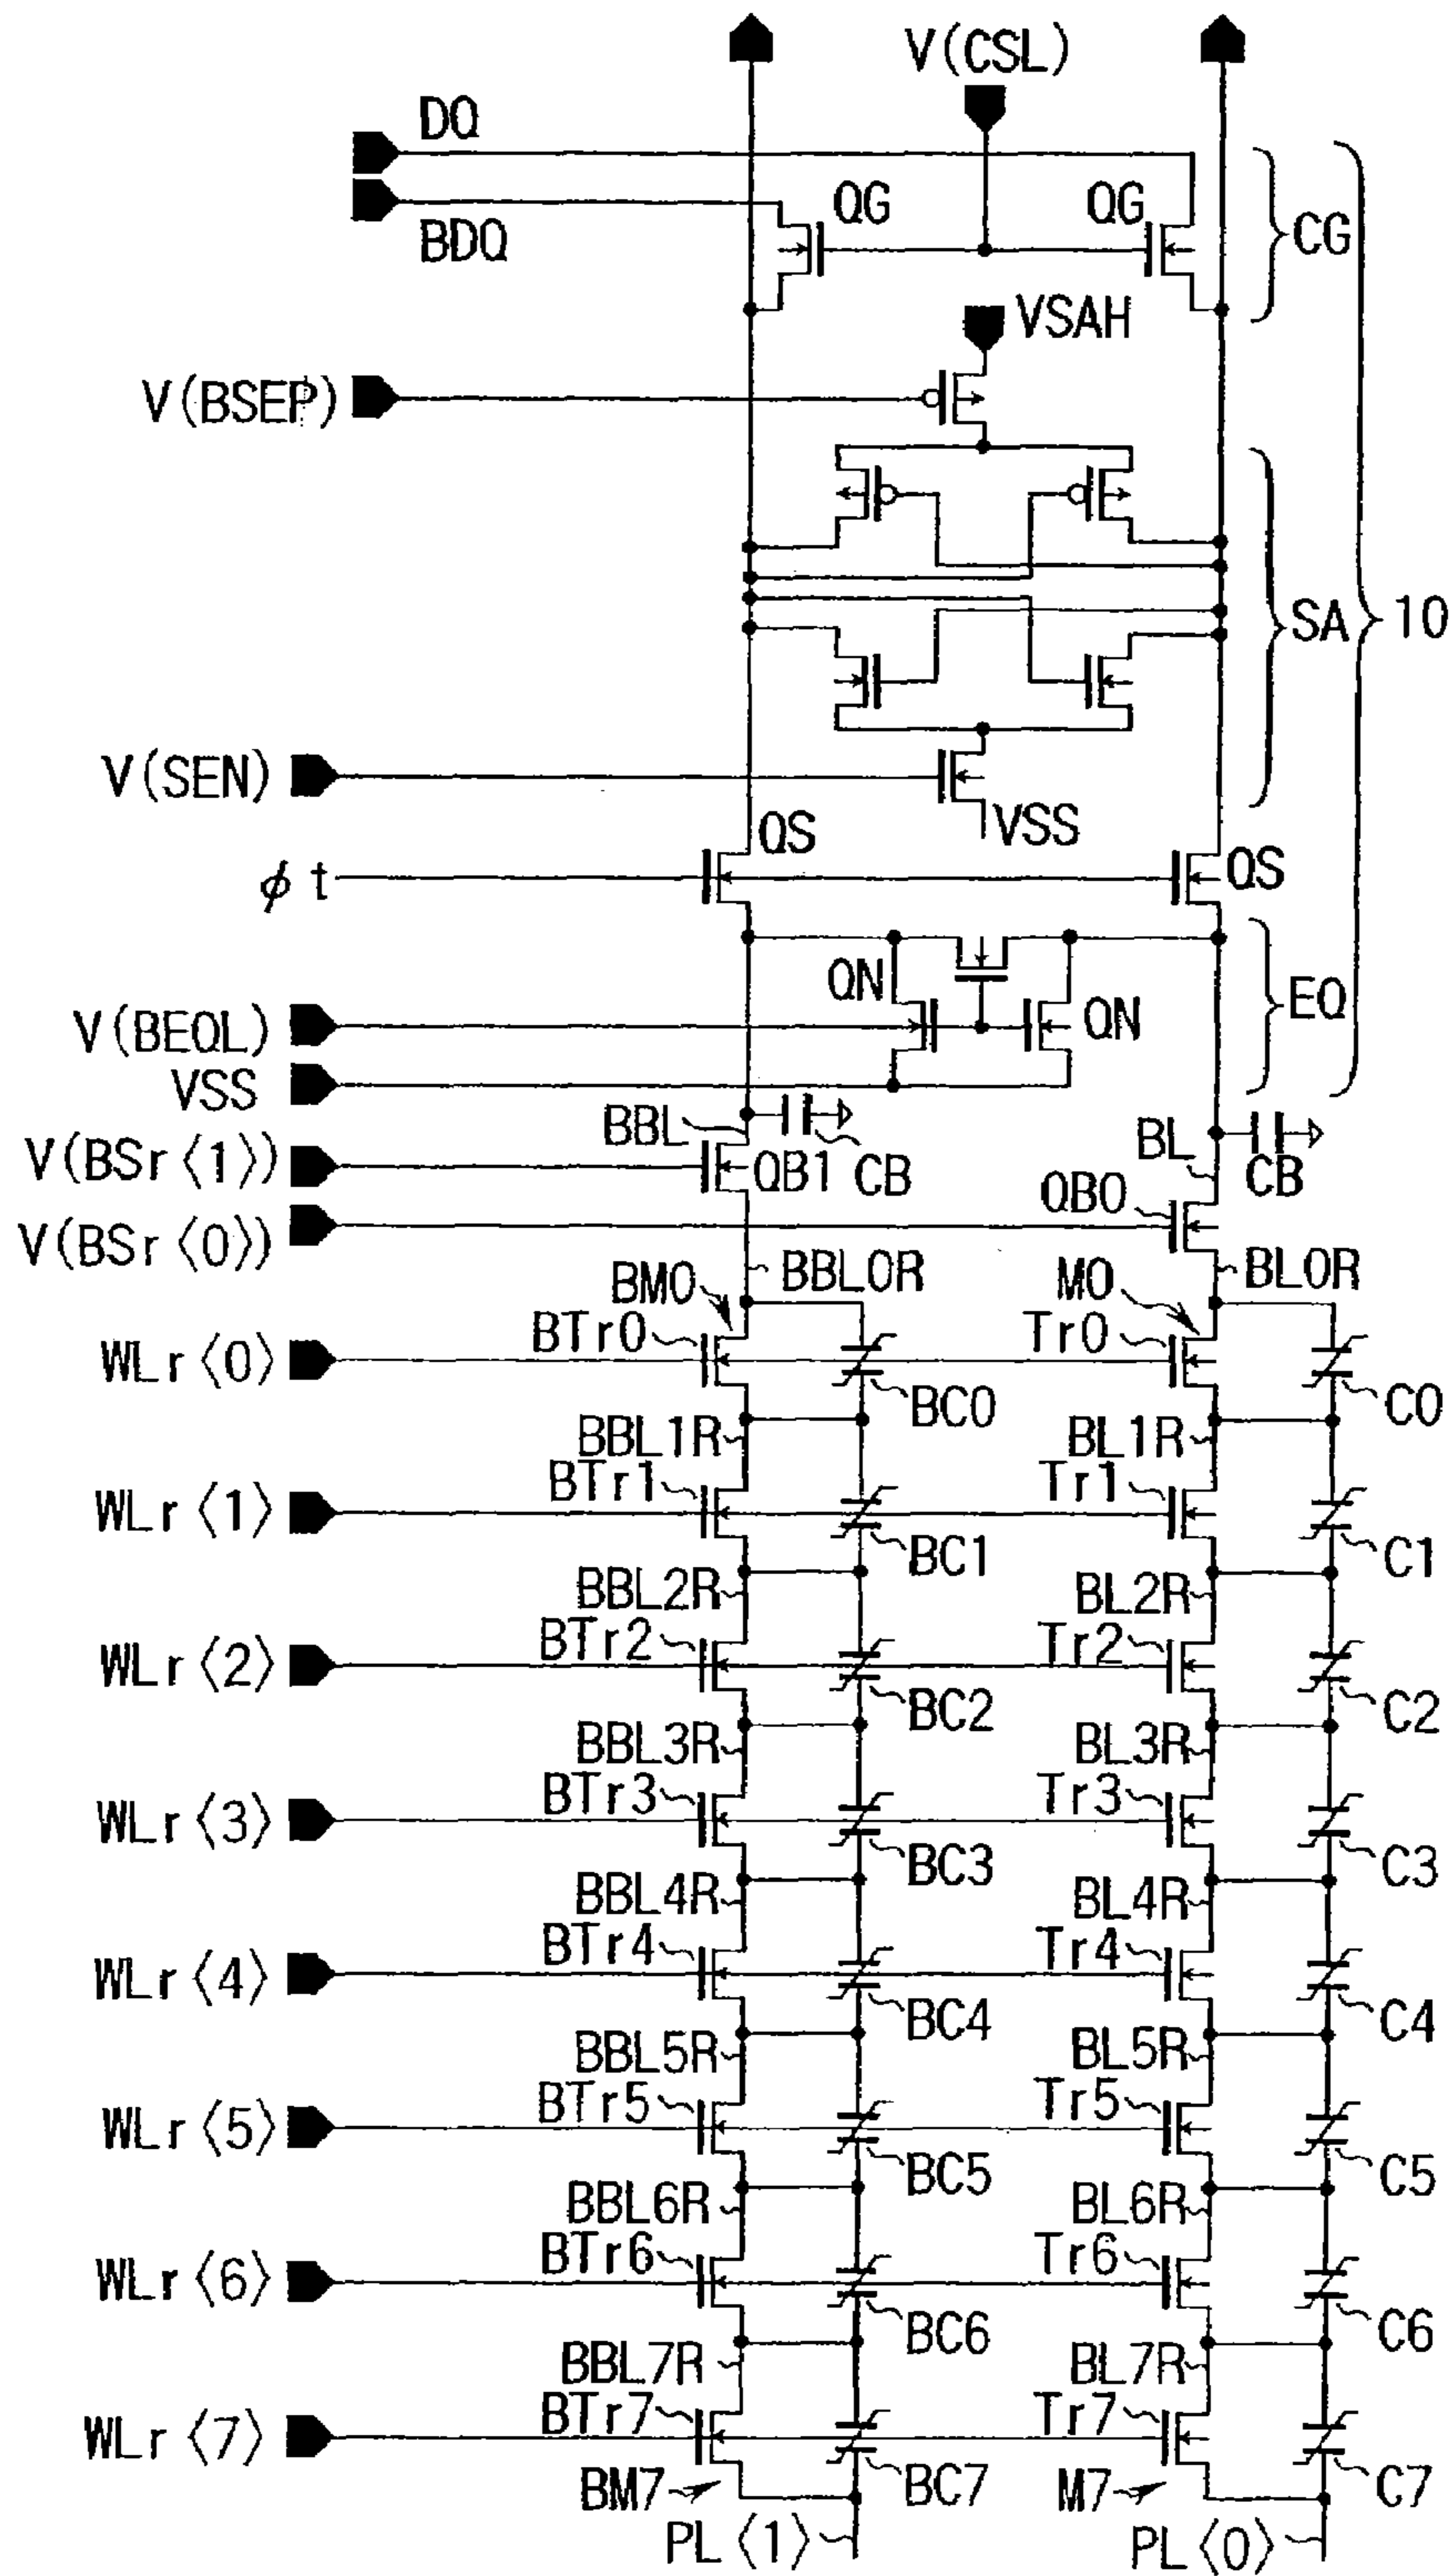 V(CSL)
DQ
BDQ
QG
QG
CG
VSAH
V(BSEP)
SA
10
V(SEN)
VSS
QS
φt
QS
QN
QN
EQ
V(BEQL)
VSS
BBL
BL
V(BSr〈1〉)
QB1
CB
CB
QB0
V(BSr〈0〉)
BBL0R
BL0R
BM0
M0
BTr0
Tr0
WLr〈0〉
BC0
C0
BBL1R
BL1R
BTr1
Tr1
WLr〈1〉
BC1
C1
BBL2R
BL2R
BTr2
Tr2
WLr〈2〉
BC2
C2
BBL3R
BL3R
BTr3
Tr3
WLr〈3〉
BC3
C3
BBL4R
BL4R
BTr4
Tr4
WLr〈4〉
BC4
C4
BBL5R
BL5R
BTr5
Tr5
WLr〈5〉
BC5
C5
BBL6R
BL6R
BTr6
Tr6
WLr〈6〉
BC6
C6
BBL7R
BL7R
BTr7
Tr7
WLr〈7〉
BC7
C7
BM7
M7
PL〈1〉
PL〈0〉